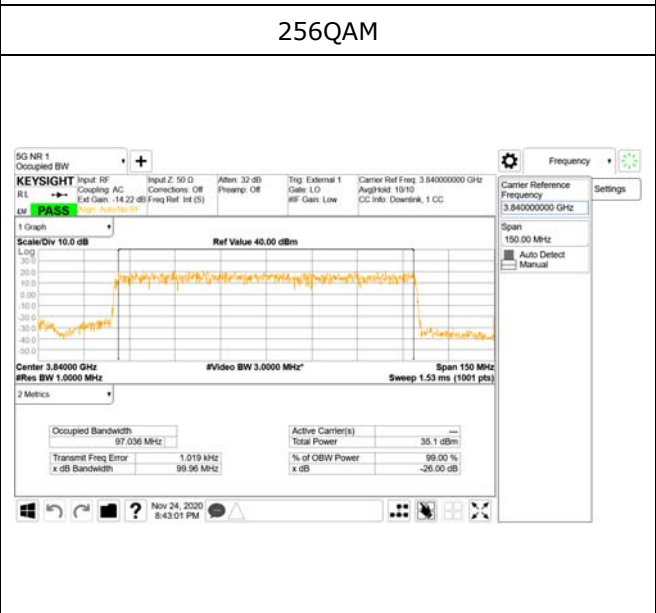 256QAM
5G NR 1
Occupied BW
+
Frequency
KEYSIGHT
Input: RF
Input Z: 50 Ω
Atten: 32 dB
Trig: External 1
Carrier Ref Freq: 3.840000000 GHz
RL
Coupling: AC
Corrections: Off
Preamp: Off
Gate: LO
Avg|Hold: 10/10
Ext Gain: -14.22 dB
Freq Ref: Int (S)
#IF Gain: Low
CC Info: Downlink, 1 CC
PASS
Align: Auto/No RF
Carrier Reference
Frequency
3.840000000 GHz
Settings
Span
150.00 MHz
Auto Detect
Manual
1 Graph
Scale/Div 10.0 dB
Ref Value 40.00 dBm
Log
30.0
20.0
10.0
0.00
-10.0
-20.0
-30.0
-40.0
-50.0
Center 3.84000 GHz
#Video BW 3.0000 MHz*
Span 150 MHz
#Res BW 1.0000 MHz
Sweep 1.53 ms (1001 pts)
2 Metrics
Occupied Bandwidth
97.036 MHz
Active Carrier(s)
---
Total Power
35.1 dBm
Transmit Freq Error
1.019 kHz
% of OBW Power
99.00 %
x dB Bandwidth
99.96 MHz
x dB
-26.00 dB
?
Nov 24, 2020
8:43:01 PM